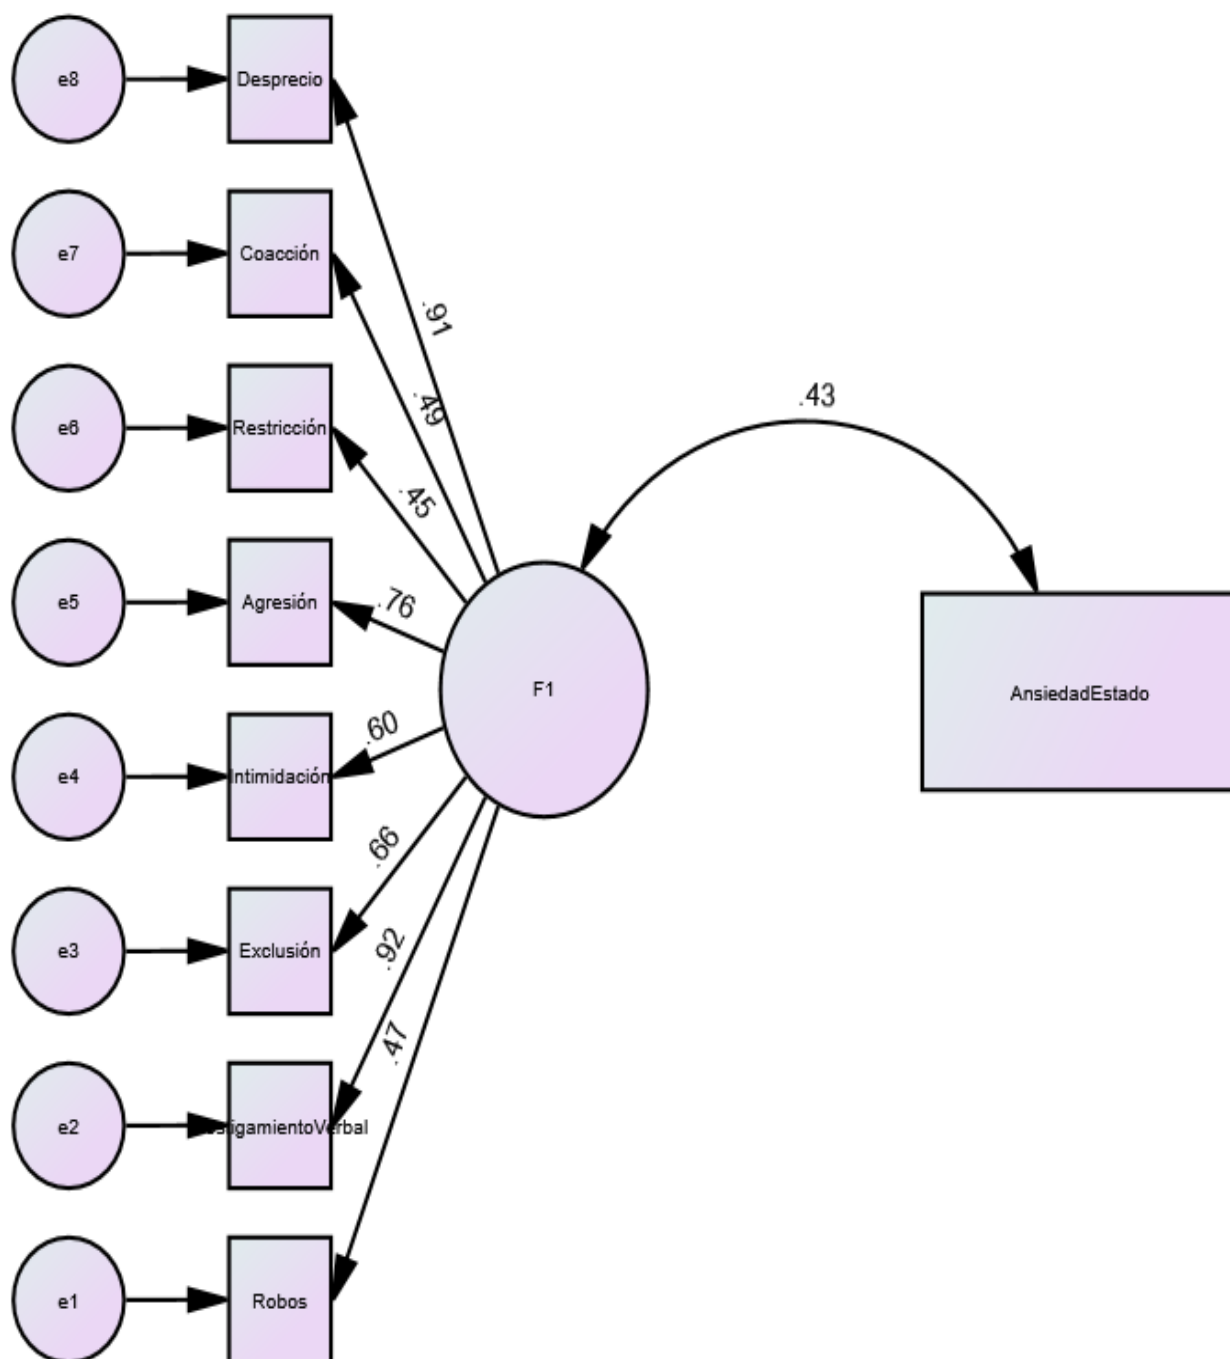 e8
Desprecio
.91
e7
Coacción
.49
e6
Restricción
.45
e5
Agresión
.76
e4
Intimidación
.60
e3
Exclusión
.66
e2
.92
e1
Robos
.47
F1
.43
AnsiedadEstado